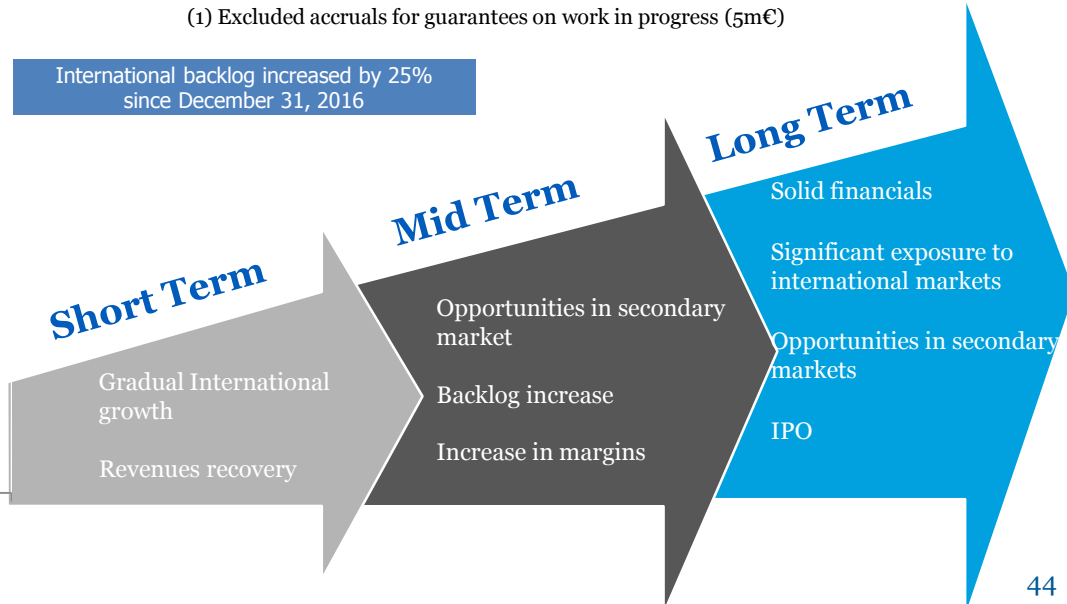 (1) Excluded accruals for guarantees on work in progress (5m€)
International backlog increased by 25%
since December 31, 2016
Short Term
Gradual International
growth
Revenues recovery
Mid Term
Opportunities in secondary
market
Backlog increase
Increase in margins
Long Term
Solid financials
Significant exposure to
international markets
Opportunities in secondary
markets
IPO
44